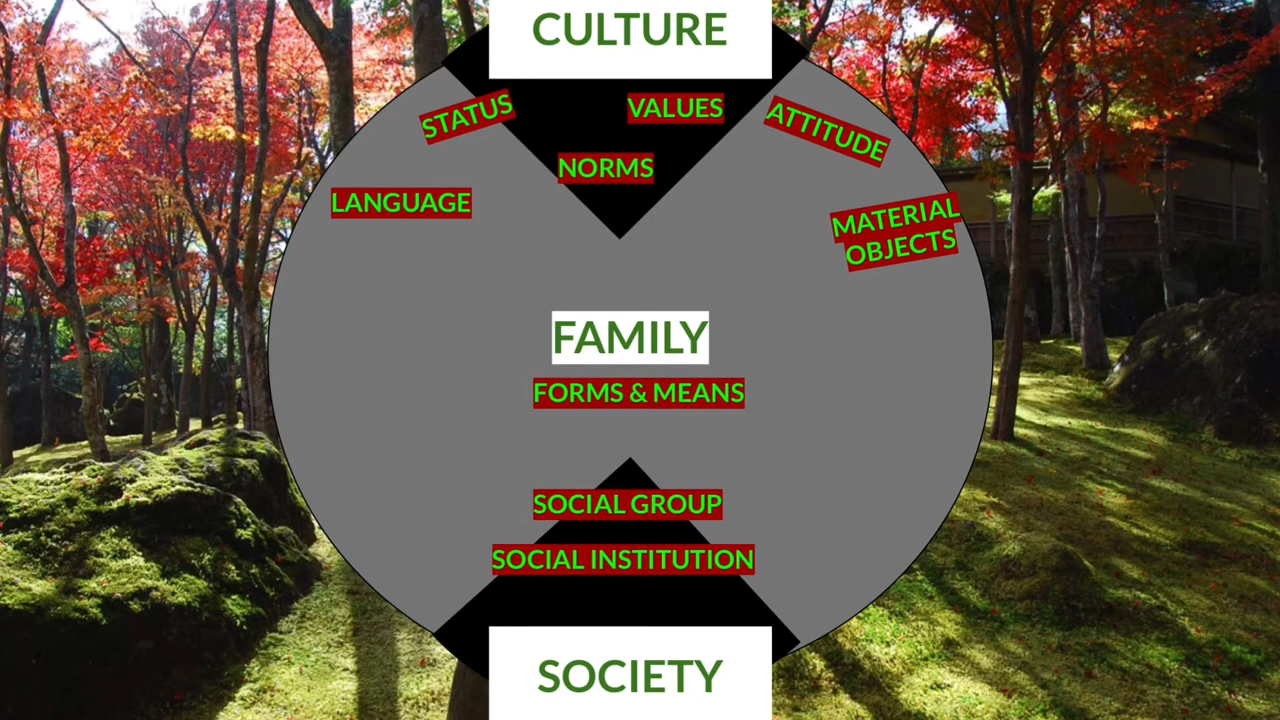 CULTURE
STATUS
VALUES
ATTITUDE
NORMS
LANGUAGE
MATERIAL
OBJECTS
FAMILY
FORMS & MEANS
SOCIAL GROUP
SOCIAL INSTITUTION
SOCIETY